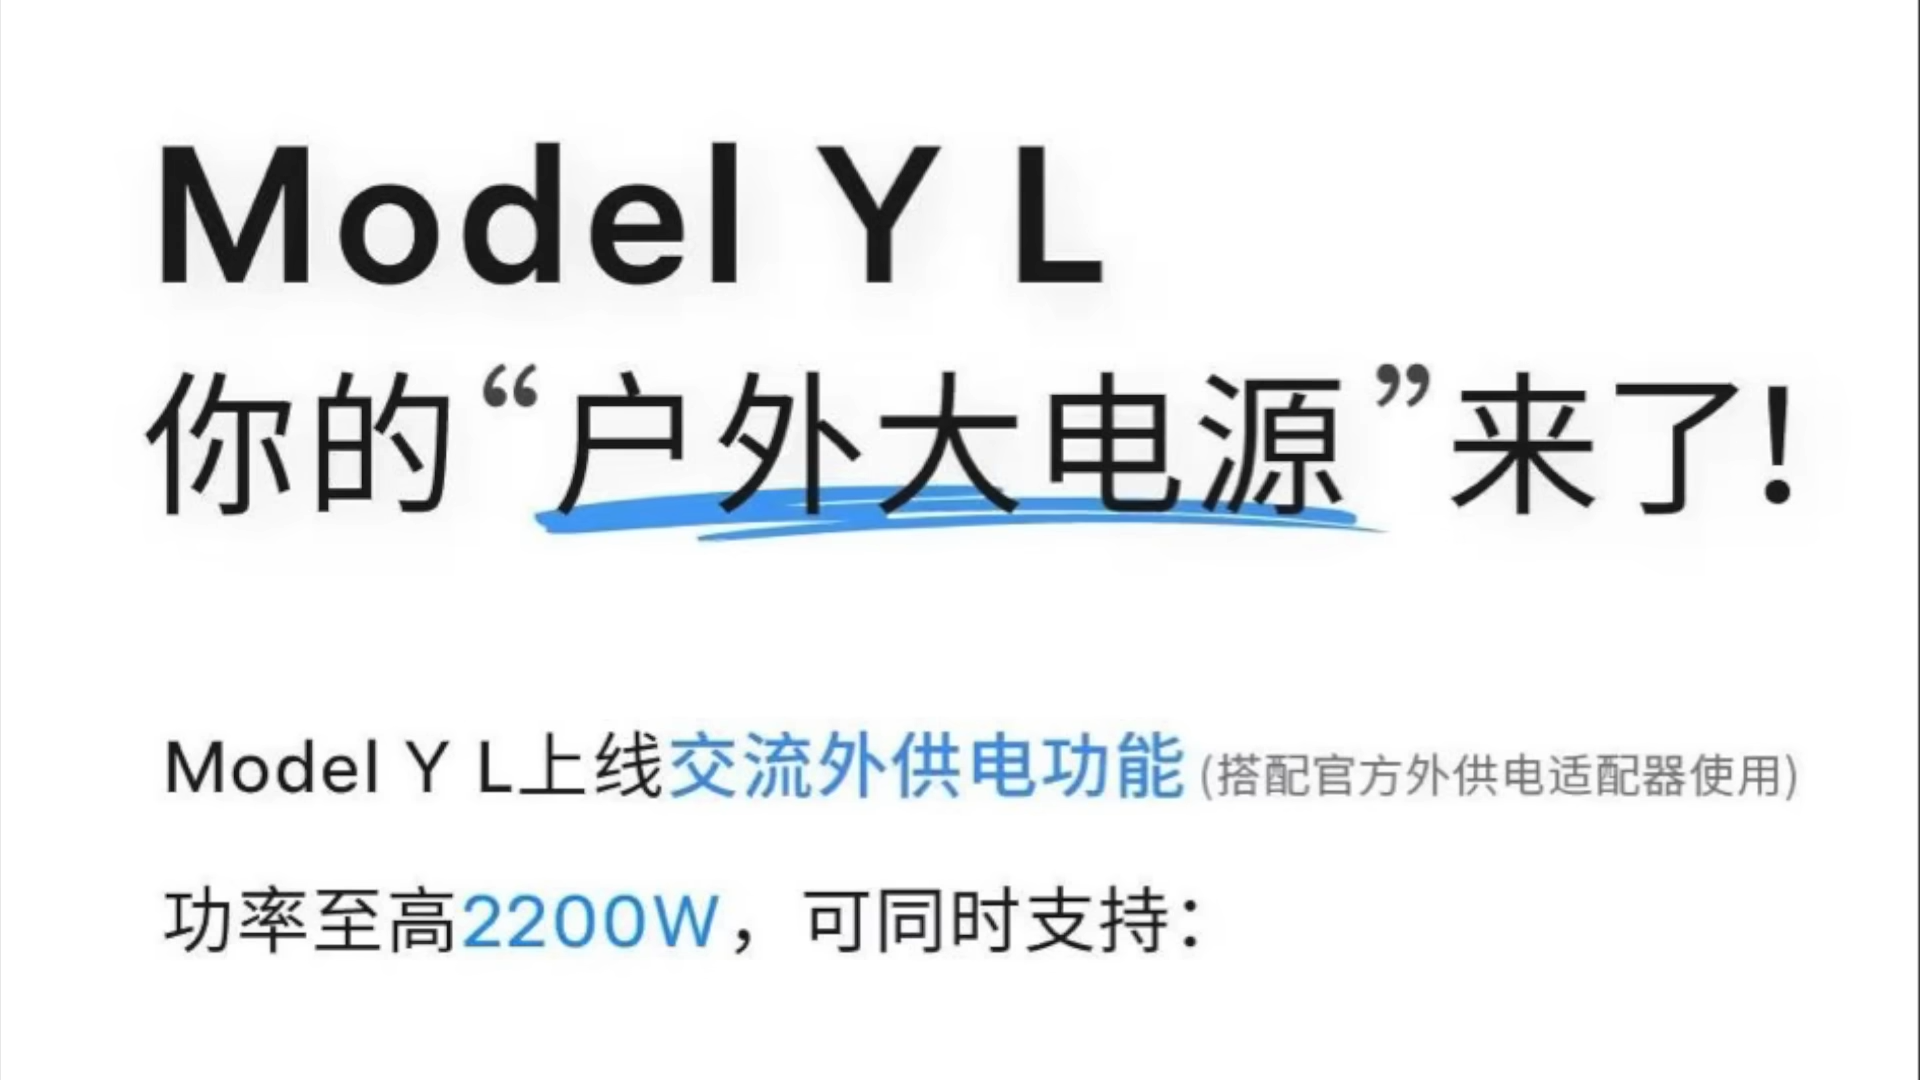 Model Y L
你的“户外大电源”来了!
Model Y L上线交流外供电功能(搭配官方外供电适配器使用)
功率至高2200W，可同时支持：